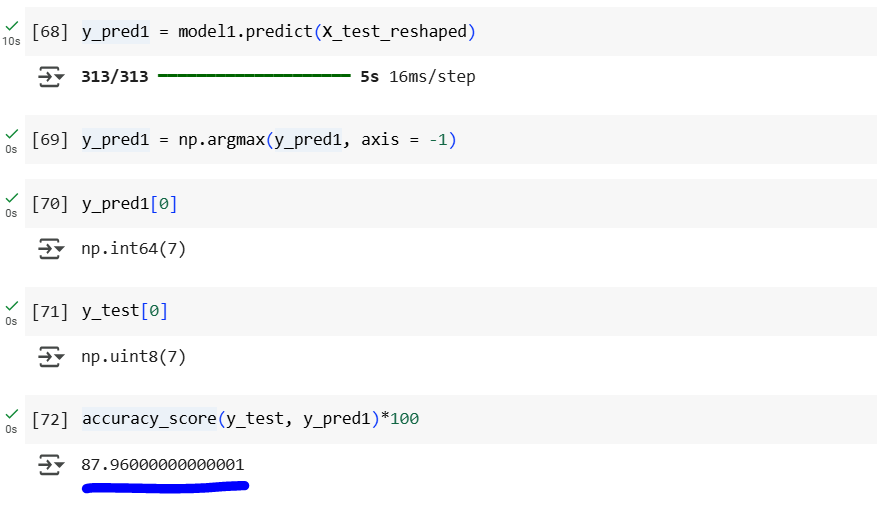 [68] y_pred1 = model1.predict(X_test_reshaped)
10s
313/313 ━━━━━━━━━━━━━━━━━━━━ 5s 16ms/step
[69] y_pred1 = np.argmax(y_pred1, axis = -1)
0s
[70] y_pred1[0]
0s
np.int64(7)
[71] y_test[0]
0s
np.uint8(7)
[72] accuracy_score(y_test, y_pred1)*100
0s
87.96000000000001